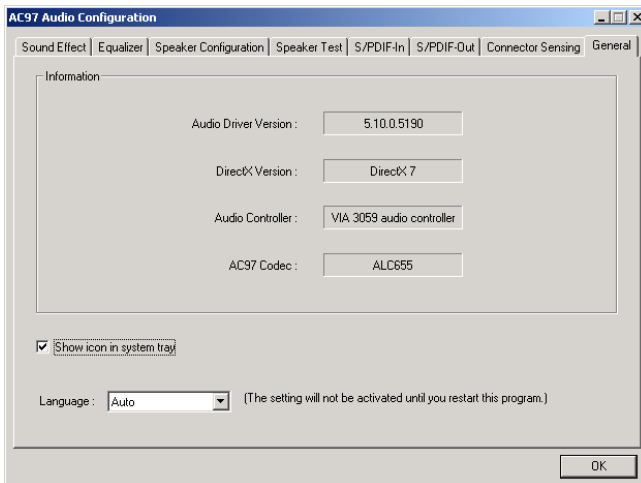 AC97 Audio Configuration
Sound Effect Equalizer Speaker Configuration Speaker Test S/PDIF-In S/PDIF-Out Connector Sensing General
Information
Audio Driver Version : 5.10.0.5190
DirectX Version : DirectX 7
Audio Controller : VIA 3059 audio controller
AC97 Codec : ALC655
Show icon in system tray
Language : Auto (The setting will not be activated until you restart this program.)
OK